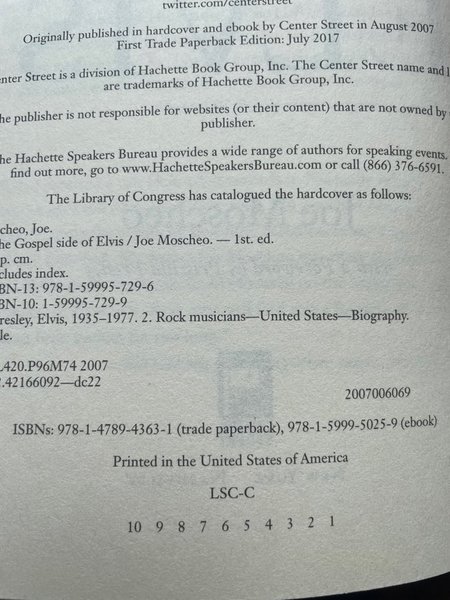 twitter.com/centerstreet
Originally published in hardcover and ebook by Center Street in August 2007
First Trade Paperback Edition: July 2017
enter Street is a division of Hachette Book Group, Inc. The Center Street name and l
are trademarks of Hachette Book Group, Inc.
he publisher is not responsible for websites (or their content) that are not owned by
publisher.
he Hachette Speakers Bureau provides a wide range of authors for speaking events.
find out more, go to www.HachetteSpeakersBureau.com or call (866) 376-6591.
The Library of Congress has catalogued the hardcover as follows:
cheo, Joe.
he Gospel side of Elvis / Joe Moscheo. — 1st. ed.
p. cm.
cludes index.
BN-13: 978-1-59995-729-6
BN-10: 1-59995-729-9
resley, Elvis, 1935–1977. 2. Rock musicians—United States—Biography.
le.
.420.P96M74 2007
.42166092—dc22
2007006069
ISBNs: 978-1-4789-4363-1 (trade paperback), 978-1-5999-5025-9 (ebook)
Printed in the United States of America
LSC-C
10 9 8 7 6 5 4 3 2 1